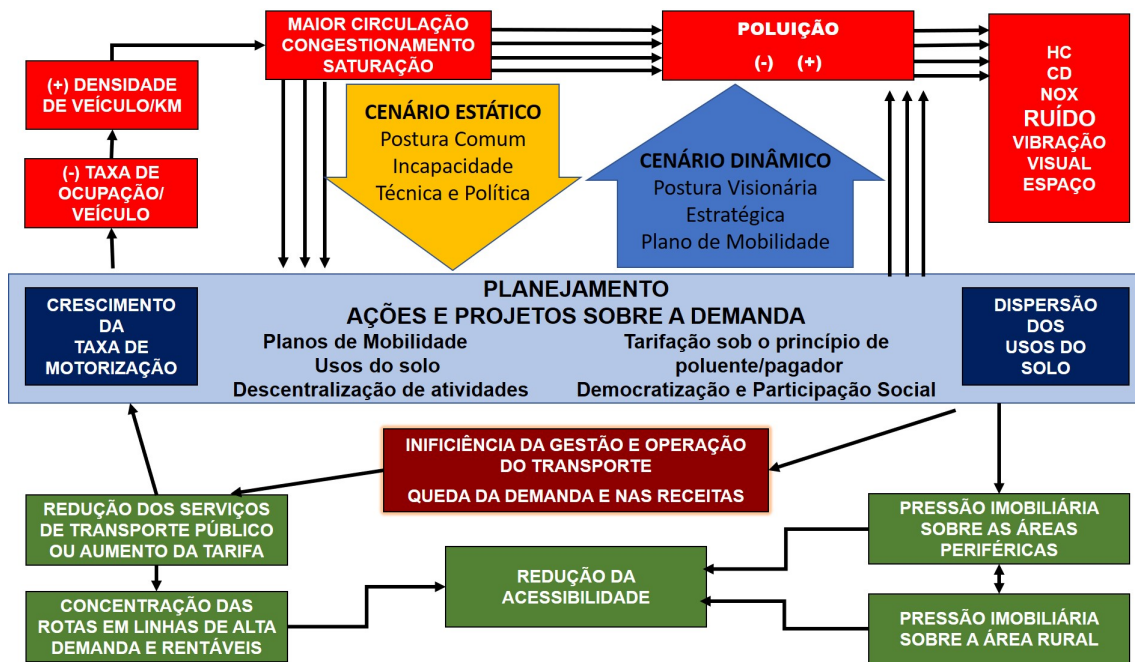 MAIOR CIRCULAÇÃO
CONGESTIONAMENTO
SATURAÇÃO
POLUIÇÃO
(-) (+)
HC
CD
NOX
RUÍDO
VIBRAÇÃO
VISUAL
ESPAÇO
(+) DENSIDADE
DE VEÍCULO/KM
(-) TAXA DE
OCUPAÇÃO/
VEÍCULO
CENÁRIO ESTÁTICO
Postura Comum
Incapacidade
Técnica e Política
CENÁRIO DINÂMICO
Postura Visionária
Estratégica
Plano de Mobilidade
CRESCIMENTO
DA
TAXA DE
MOTORIZAÇÃO
PLANEJAMENTO
AÇÕES E PROJETOS SOBRE A DEMANDA
Planos de Mobilidade
Usos do solo
Descentralização de atividades
Tarifação sob o princípio de
poluente/pagador
Democratização e Participação Social
DISPERSÃO
DOS
USOS DO
SOLO
INIFICIÊNCIA DA GESTÃO E OPERAÇÃO
DO TRANSPORTE
QUEDA DA DEMANDA E NAS RECEITAS
REDUÇÃO DOS SERVIÇOS
DE TRANSPORTE PÚBLICO
OU AUMENTO DA TARIFA
PRESSÃO IMOBILIÁRIA
SOBRE AS ÁREAS
PERIFÉRICAS
REDUÇÃO DA
ACESSIBILIDADE
CONCENTRAÇÃO DAS
ROTAS EM LINHAS DE ALTA
DEMANDA E RENTÁVEIS
PRESSÃO IMOBILIÁRIA
SOBRE A ÁREA RURAL